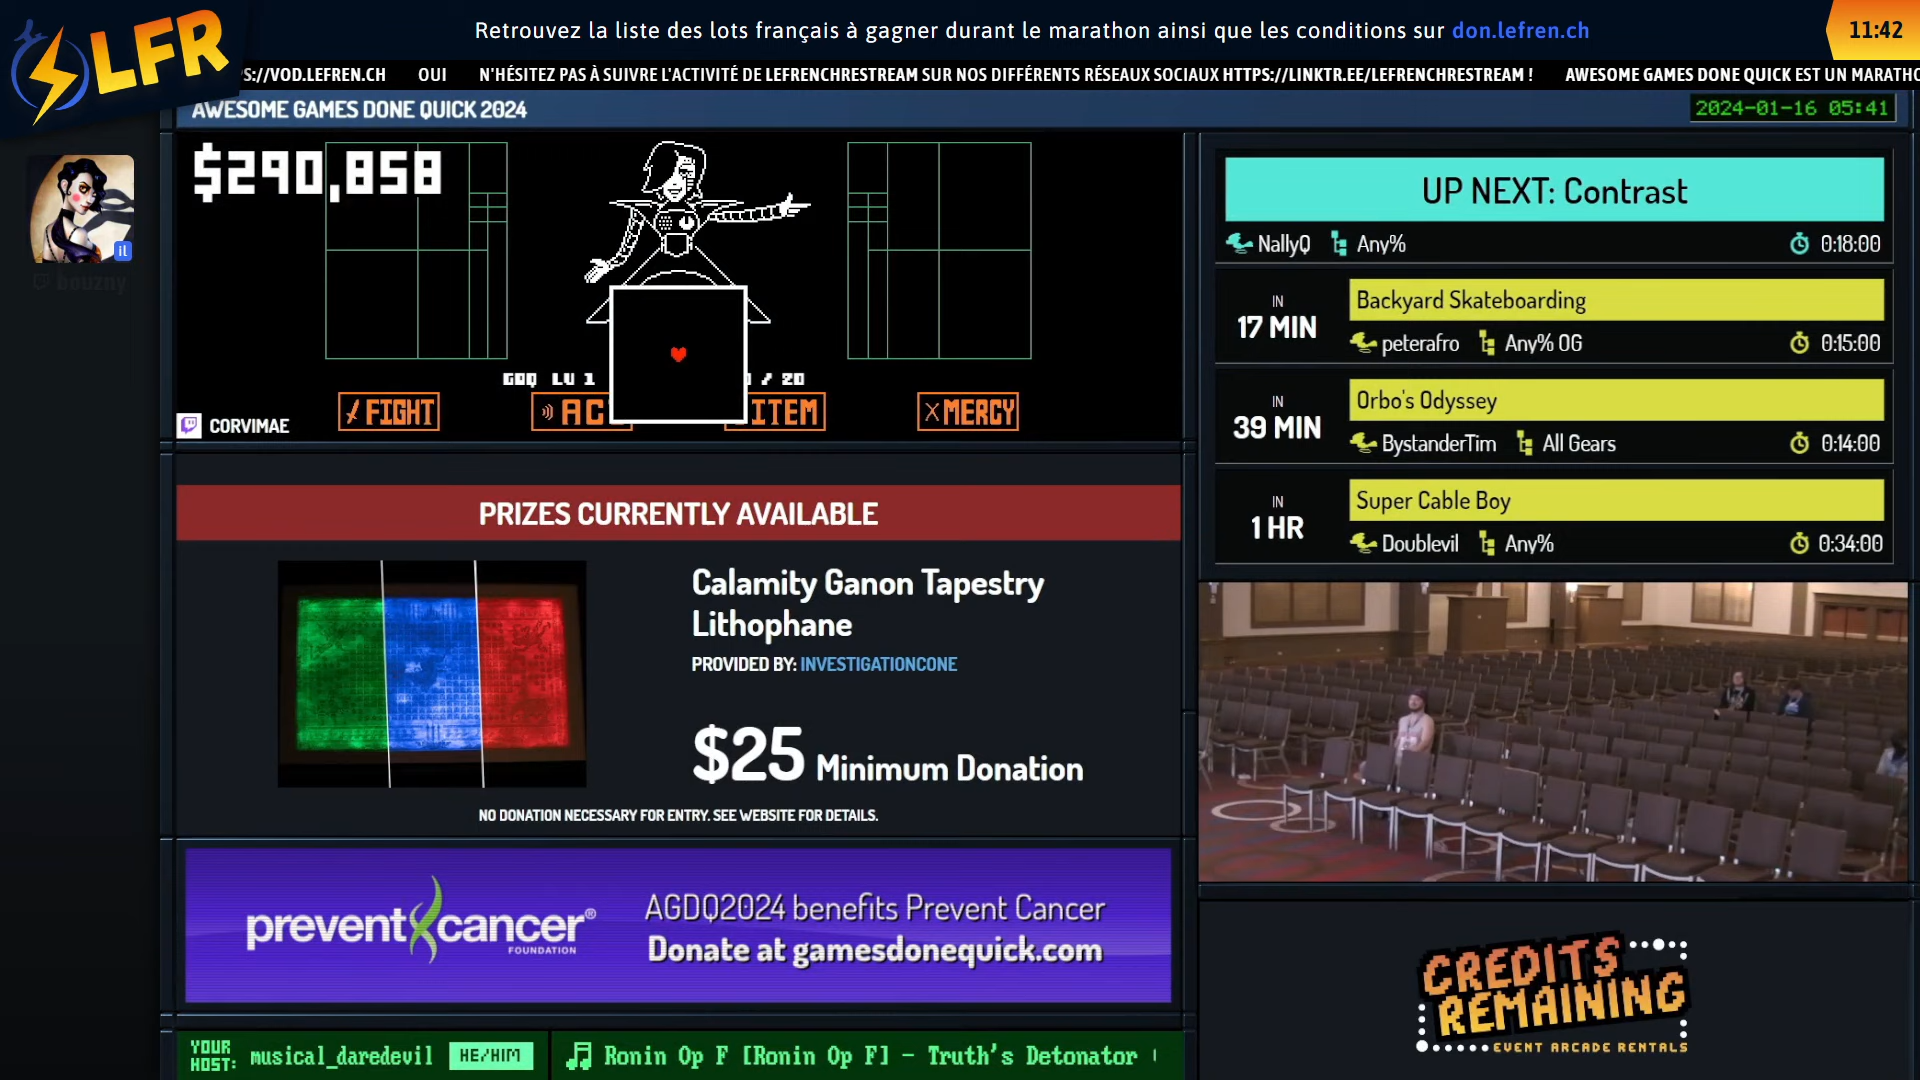 LFR
Retrouvez la liste des lots français à gagner durant le marathon ainsi que les conditions sur don.lefren.ch
11:42
S://VOD.LEFREN.CH OUI N'HÉSITEZ PAS À SUIVRE L'ACTIVITÉ DE LEFRENCHRESTREAM SUR NOS DIFFÉRENTS RÉSEAUX SOCIAUX HTTPS://LINKTR.EE/LEFRENCHRESTREAM ! AWESOME GAMES DONE QUICK EST UN MARATHO
AWESOME GAMES DONE QUICK 2024
2024-01-16 05:41
il
bouzny
$290,858
GDQ LV 1
/ 20
FIGHT
AC
ITEM
MERCY
CORVIMAE
UP NEXT: Contrast
NallyQ Any% 0:18:00
IN
17 MIN
Backyard Skateboarding
peterafro Any% OG 0:15:00
IN
39 MIN
Orbo's Odyssey
BystanderTim All Gears 0:14:00
IN
1 HR
Super Cable Boy
Doublevil Any% 0:34:00
PRIZES CURRENTLY AVAILABLE
Calamity Ganon Tapestry
Lithophane
PROVIDED BY: INVESTIGATIONCONE
$25 Minimum Donation
NO DONATION NECESSARY FOR ENTRY. SEE WEBSITE FOR DETAILS.
prevent cancer®
FOUNDATION
AGDQ2024 benefits Prevent Cancer
Donate at gamesdonequick.com
CREDITS
REMAINING
EVENT ARCADE RENTALS
YOUR
HOST: musical_daredevil HE/HIM
Ronin Op F [Ronin Op F] - Truth's Detonator